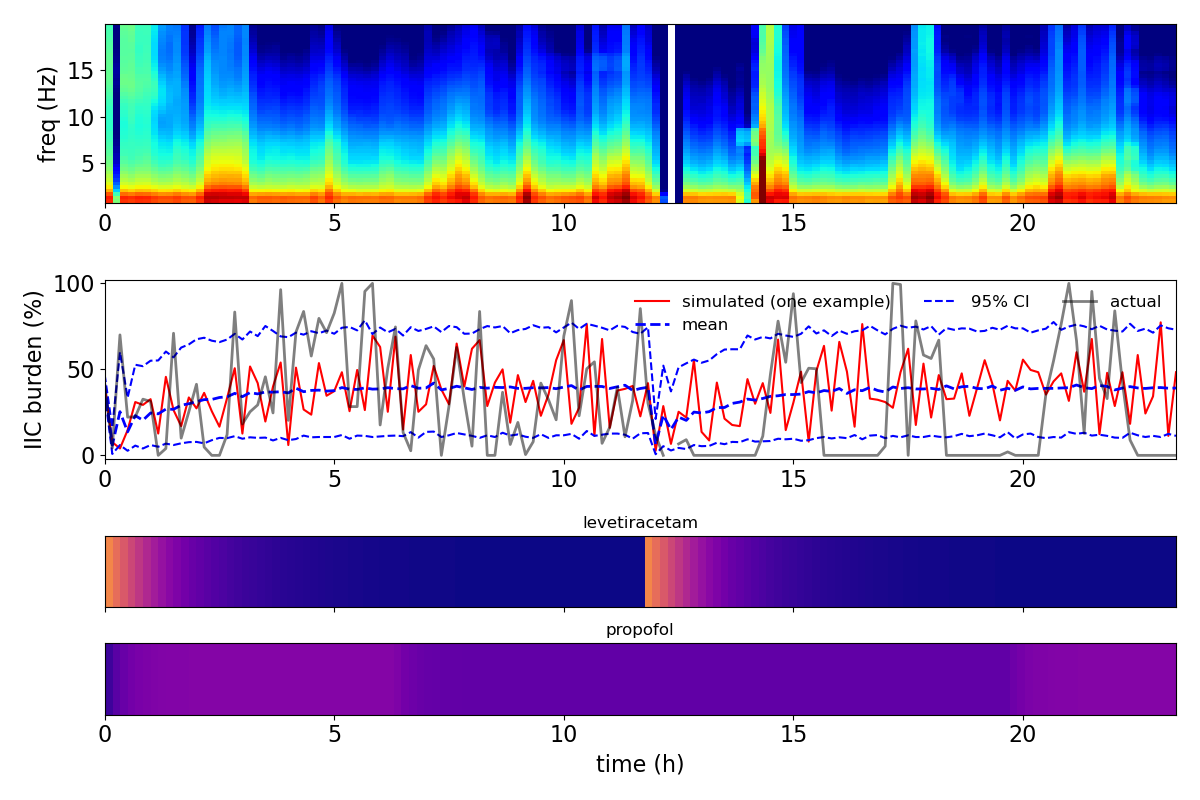 freq (Hz)
15
10
5
0 5 10 15 20
IIC burden (%)
100
50
0
simulated (one example) 95% CI actual
mean
0 5 10 15 20
levetiracetam
propofol
0 5 10 15 20
time (h)